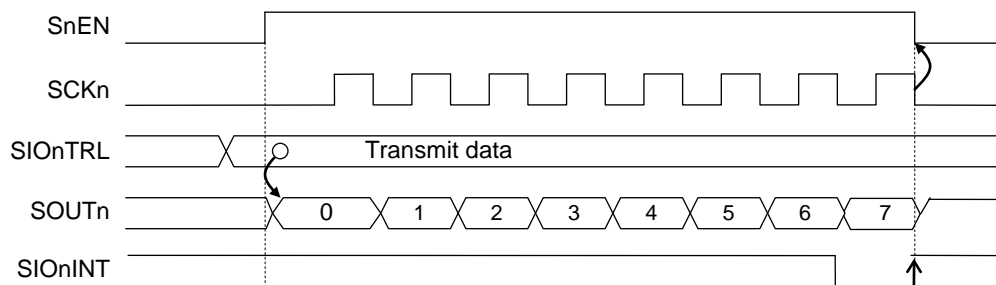 SnEN
SCKn
SIOnTRL Transmit data
SOUTn 0 1 2 3 4 5 6 7
SIOnINT